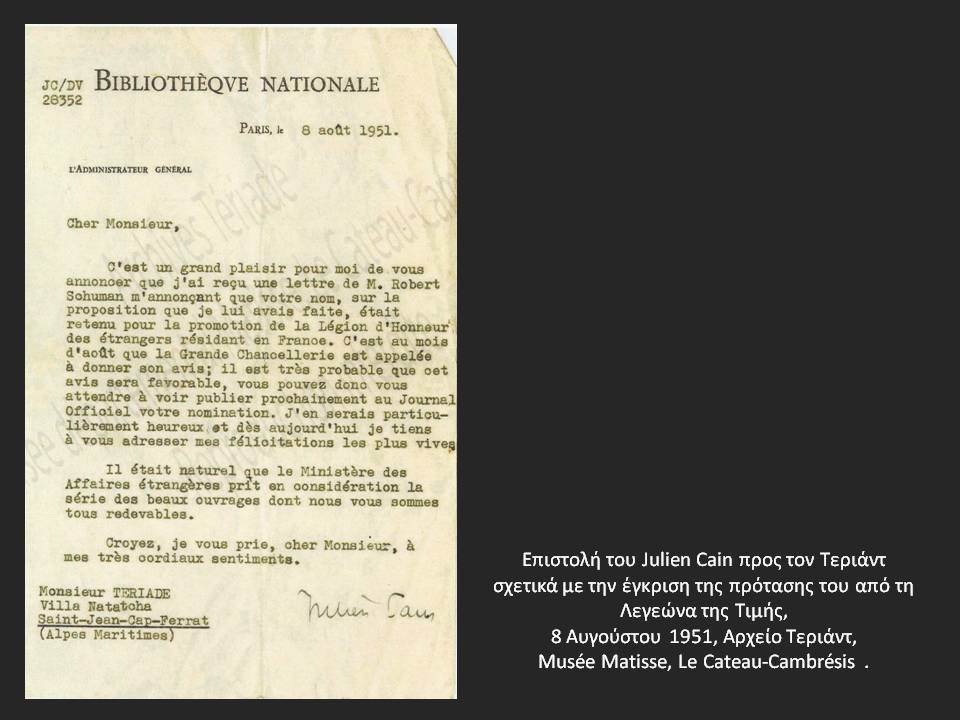 JC/DV BIBLIOTHÈQVE NATIONALE
28352
PARIS, le 8 août 1951.
L'ADMINISTRATEUR GÉNÉRAL
Cher Monsieur,
C'est un grand plaisir pour moi de vous
annoncer que j'ai reçu une lettre de M. Robert
Schuman m'annonçant que votre nom, sur la
proposition que je lui avais faite, était
retenu pour la promotion de la Légion d'Honneur
des étrangers résidant en France. C'est au mois
d'août que la Grande Chancellerie est appelée
à donner son avis; il est très probable que cet
avis sera favorable, vous pouvez donc vous
attendre à voir publier prochainement au Journal
Officiel votre nomination. J'en serais particu-
lièrement heureux et dès aujourd'hui je tiens
à vous adresser mes félicitations les plus vives
Il était naturel que le Ministère des
Affaires étrangères prît en considération la
série des beaux ouvrages dont nous vous sommes
tous redevables.
Croyez, je vous prie, cher Monsieur, à
mes très cordiaux sentiments.
Monsieur TERIADE
Villa Natatcha
Saint-Jean-Cap-Ferrat
(Alpes Maritimes)
Julien Cain
Επιστολή του Julien Cain προς τον Τεριάντ
σχετικά με την έγκριση της πρότασης του από τη
Λεγεώνα της Τιμής,
8 Αυγούστου 1951, Αρχείο Τεριάντ,
Musée Matisse, Le Cateau-Cambrésis .